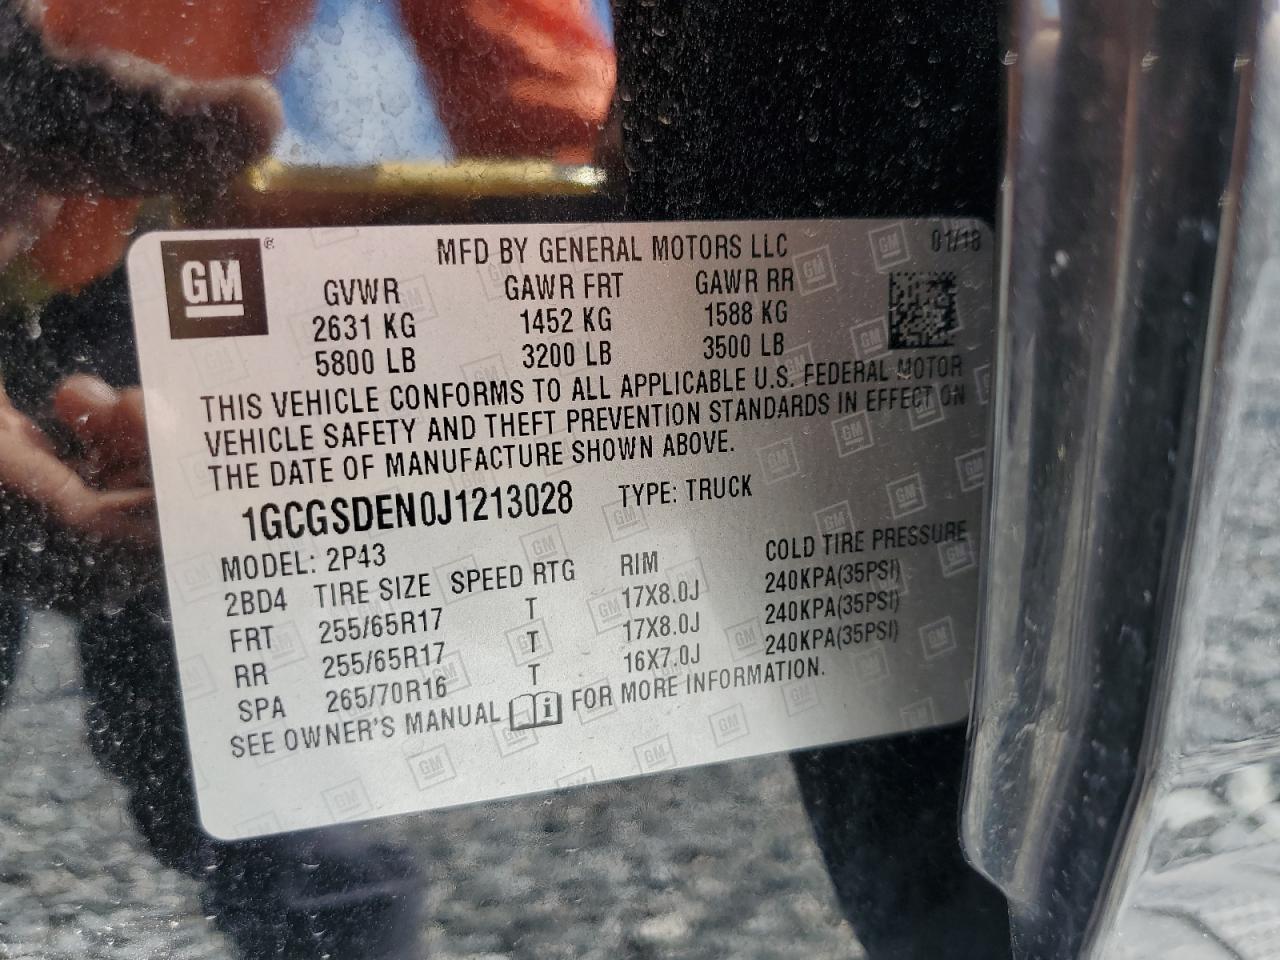 GM ® MFD BY GENERAL MOTORS LLC 01/18
GVWR GAWR FRT GAWR RR
2631 KG 1452 KG 1588 KG
5800 LB 3200 LB 3500 LB
THIS VEHICLE CONFORMS TO ALL APPLICABLE U.S. FEDERAL MOTOR
VEHICLE SAFETY AND THEFT PREVENTION STANDARDS IN EFFECT ON
THE DATE OF MANUFACTURE SHOWN ABOVE.
1GCGSDEN0J1213028 TYPE: TRUCK
MODEL: 2P43
2BD4 TIRE SIZE SPEED RTG RIM COLD TIRE PRESSURE
FRT 255/65R17 T 17X8.0J 240KPA(35PSI)
RR 255/65R17 T 17X8.0J 240KPA(35PSI)
SPA 265/70R16 T 16X7.0J 240KPA(35PSI)
SEE OWNER'S MANUAL i FOR MORE INFORMATION.